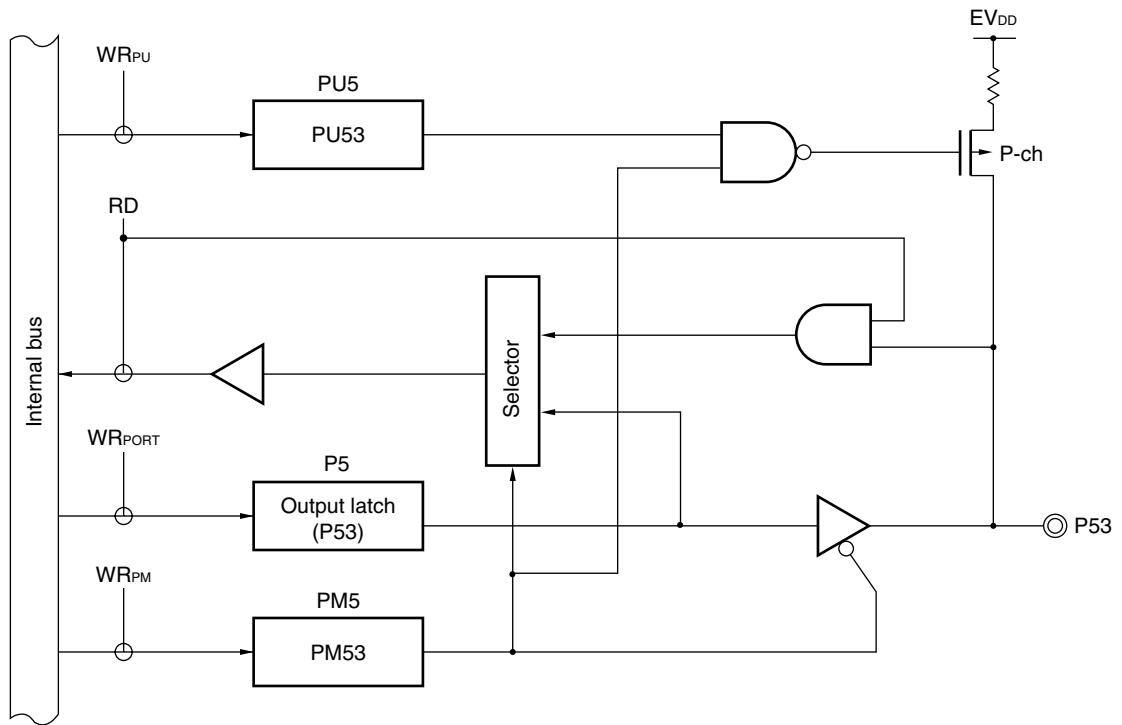 EVDD
WRPU
PU5
PU53
P-ch
RD
Internal bus
Selector
WRPORT
P5
Output latch
(P53)
P53
WRPM
PM5
PM53